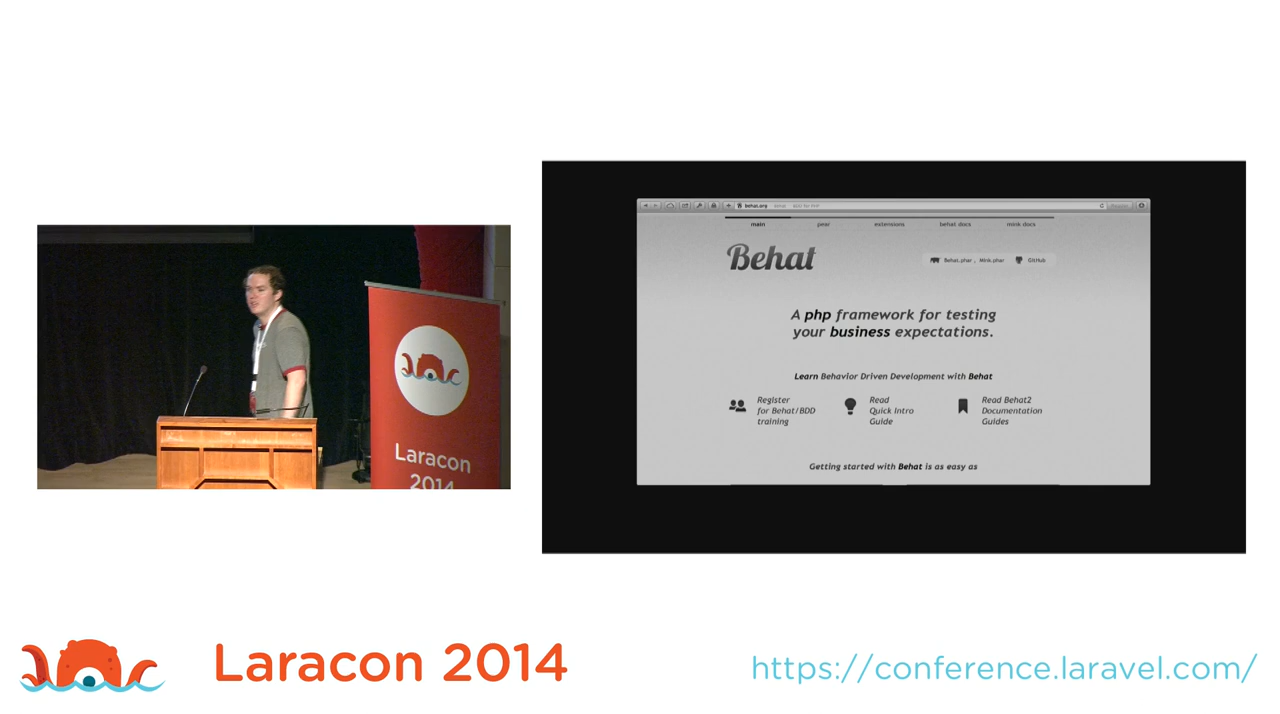 Laracon
2014
behat.org
main
pear
extensions
behat docs
mink docs
Behat
Behat.phar , Mink.phar
GitHub
A php framework for testing
your business expectations.
Learn Behavior Driven Development with Behat
Register
for Behat/BDD
training
Read
Quick Intro
Guide
Read Behat2
Documentation
Guides
Getting started with Behat is as easy as
Laracon 2014
https://conference.laravel.com/